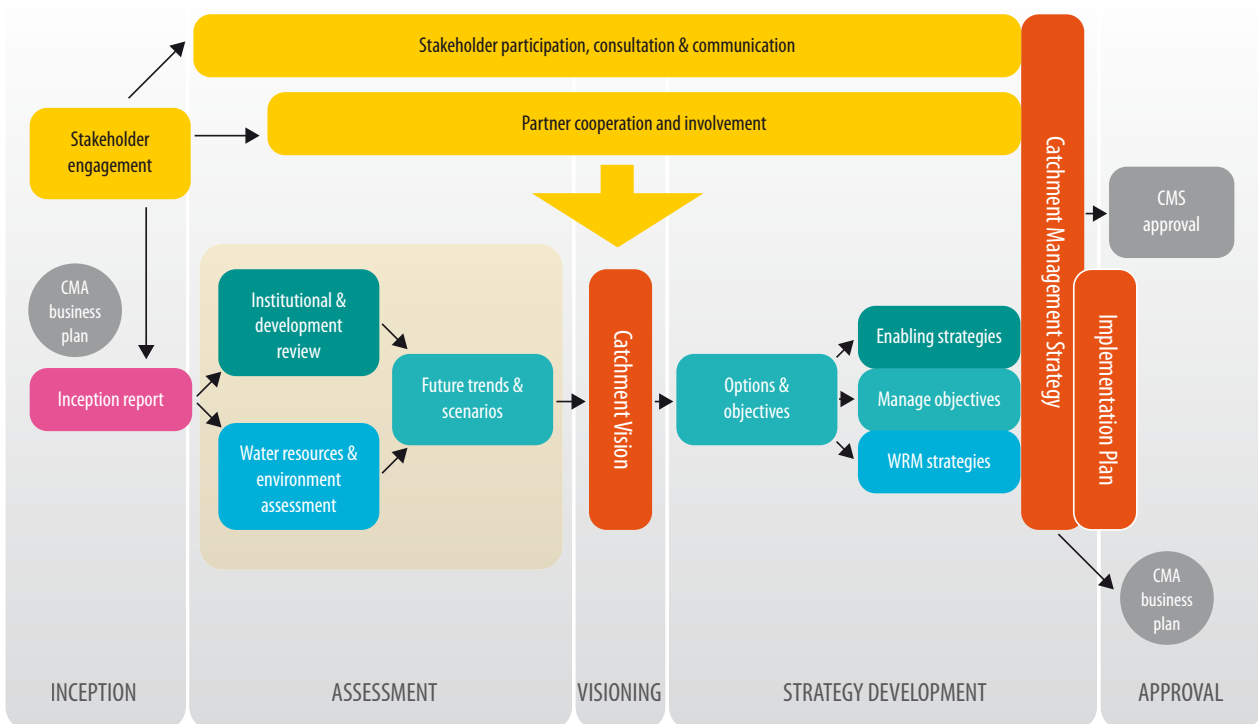 Stakeholder participation, consultation & communication
Partner cooperation and involvement
Stakeholder
engagement
CMA
business
plan
Inception report
Institutional &
development
review
Water resources &
environment
assessment
Future trends &
scenarios
Catchment Vision
Options &
objectives
Enabling strategies
Manage objectives
WRM strategies
Catchment Management Strategy
Implementation Plan
CMS
approval
CMA
business
plan
INCEPTION
ASSESSMENT
VISIONING
STRATEGY DEVELOPMENT
APPROVAL